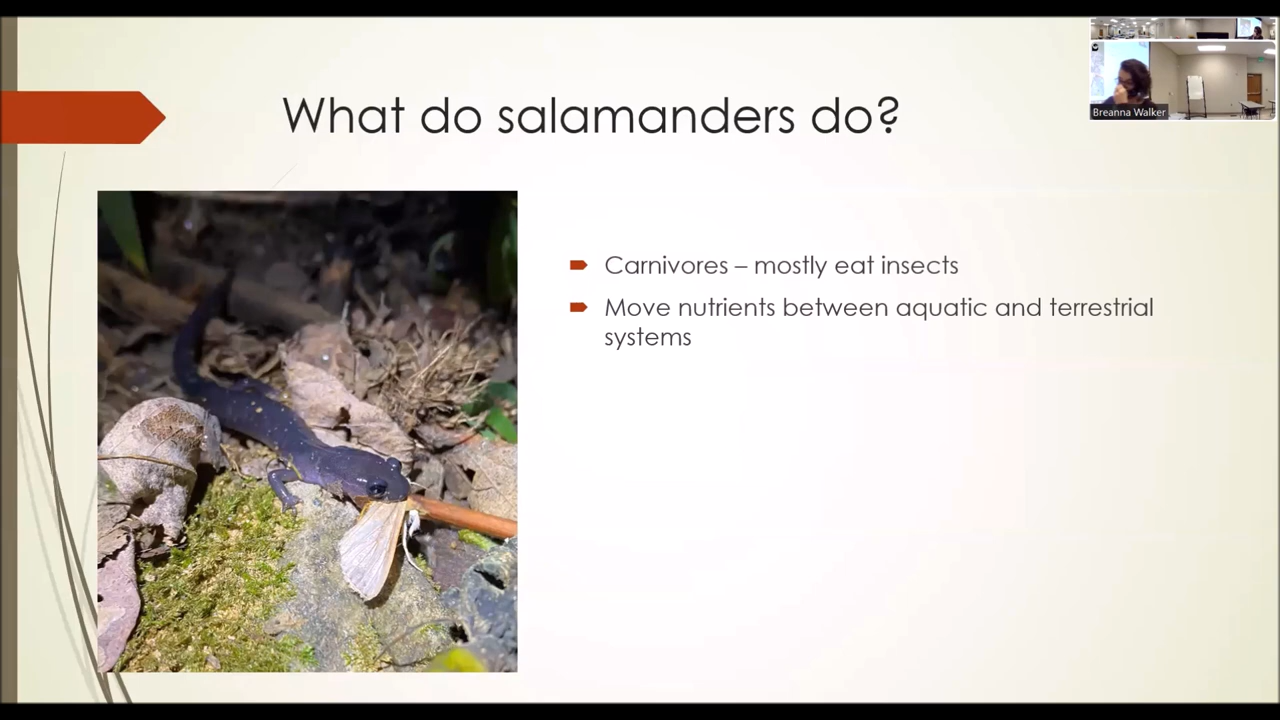 What do salamanders do?
Carnivores – mostly eat insects
Move nutrients between aquatic and terrestrial
systems
Breanna Walker